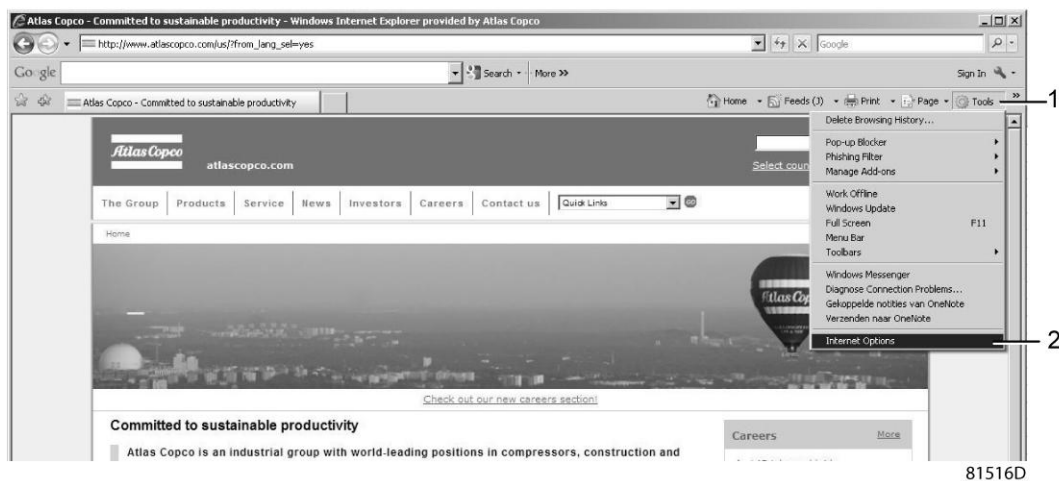 Atlas Copco - Committed to sustainable productivity - Windows Internet Explorer provided by Atlas Copco
http://www.atlascopco.com/us/?from_lang_sel=yes
Google
Google Search More >> Sign In
Atlas Copco - Committed to sustainable productivity Home Feeds (J) Print Page Tools >> 1
Delete Browsing History...
Pop-up Blocker
Phishing Filter
Manage Add-ons
Work Offline
Windows Update
Full Screen F11
Menu Bar
Toolbars
Windows Messenger
Diagnose Connection Problems...
Gekoppelde notities van OneNote
Verzenden naar OneNote
Internet Options 2
Atlas Copco
atlascopco.com
Select coun
The Group Products Service News Investors Careers Contact us Quick Links GO
Home
Atlas Cop
Check out our new careers section!
Committed to sustainable productivity
Atlas Copco is an industrial group with world-leading positions in compressors, construction and
Careers More
81516D